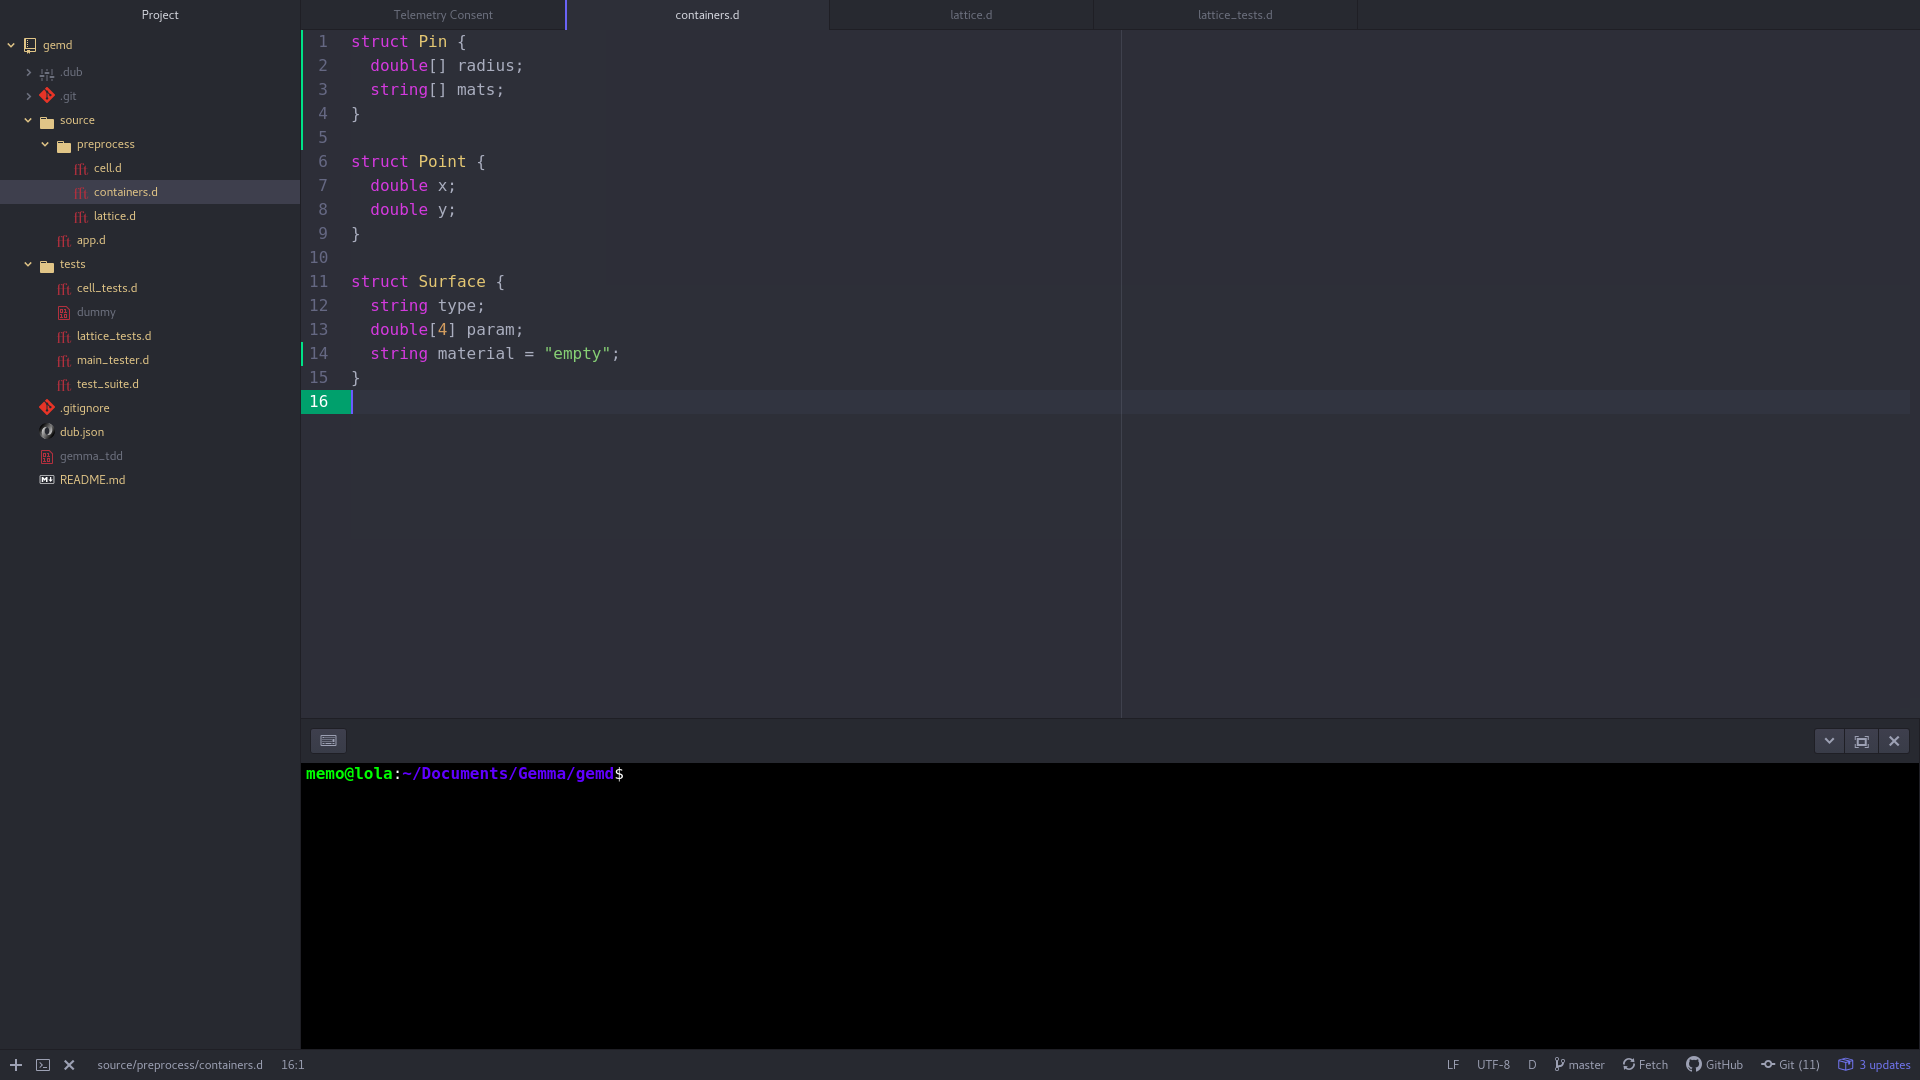 Project
gemd
.dub
.git
source
preprocess
cell.d
containers.d
lattice.d
app.d
tests
cell_tests.d
dummy
lattice_tests.d
main_tester.d
test_suite.d
.gitignore
dub.json
gemma_tdd
README.md
Telemetry Consent
containers.d
lattice.d
lattice_tests.d
1 struct Pin {
2   double[] radius;
3   string[] mats;
4 }
5
6 struct Point {
7   double x;
8   double y;
9 }
10
11 struct Surface {
12   string type;
13   double[4] param;
14   string material = "empty";
15 }
16
memo@lola:~/Documents/Gemma/gemd$
source/preprocess/containers.d 16:1 LF UTF-8 D master Fetch GitHub Git (11) 3 updates